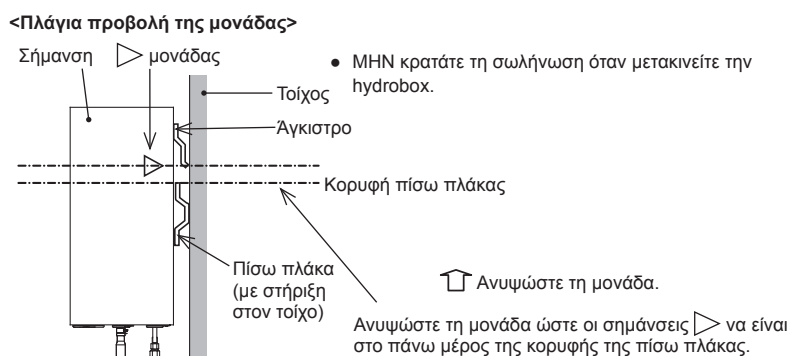 <Πλάγια προβολή της μονάδας>
Σήμανση ▷ μονάδας
● ΜΗΝ κρατάτε τη σωλήνωση όταν μετακινείτε την
hydrobox.
Τοίχος
Άγκιστρο
Κορυφή πίσω πλάκας
Πίσω πλάκα
(με στήριξη
στον τοίχο)
⇧ Ανυψώστε τη μονάδα.
Ανυψώστε τη μονάδα ώστε οι σημάνσεις ▷ να είναι
στο πάνω μέρος της κορυφής της πίσω πλάκας.